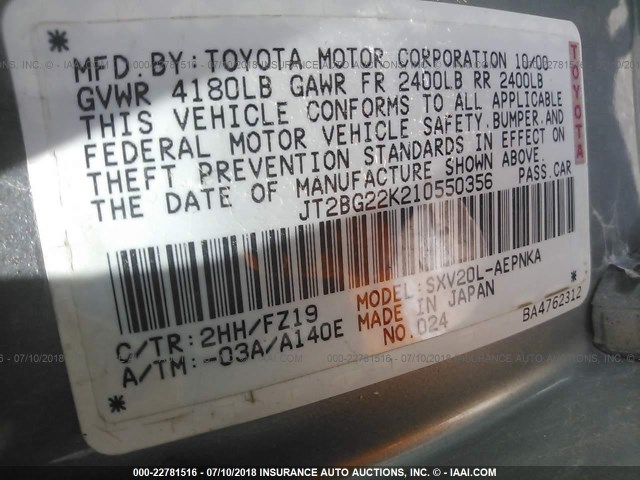 MFD.BY:TOYOTA MOTOR CORPORATION 10/00
GVWR 4180LB GAWR FR 2400LB RR 2400LB
THIS VEHICLE CONFORMS TO ALL APPLICABLE
FEDERAL MOTOR VEHICLE SAFETY,BUMPER,AND
THEFT PREVENTION STANDARDS IN EFFECT ON
THE DATE OF MANUFACTURE SHOWN ABOVE.
JT2BG22K210550356 PASS.CAR
TOYOTA
C/TR:2HH/FZ19 MODEL:SXV20L-AEPNKA
A/TM:-03A/A140E MADE IN JAPAN
NO.024 BA4762312
000-22781516 - 07/10/2018 INSURANCE AUTO AUCTIONS, INC. - © IAAI.COM